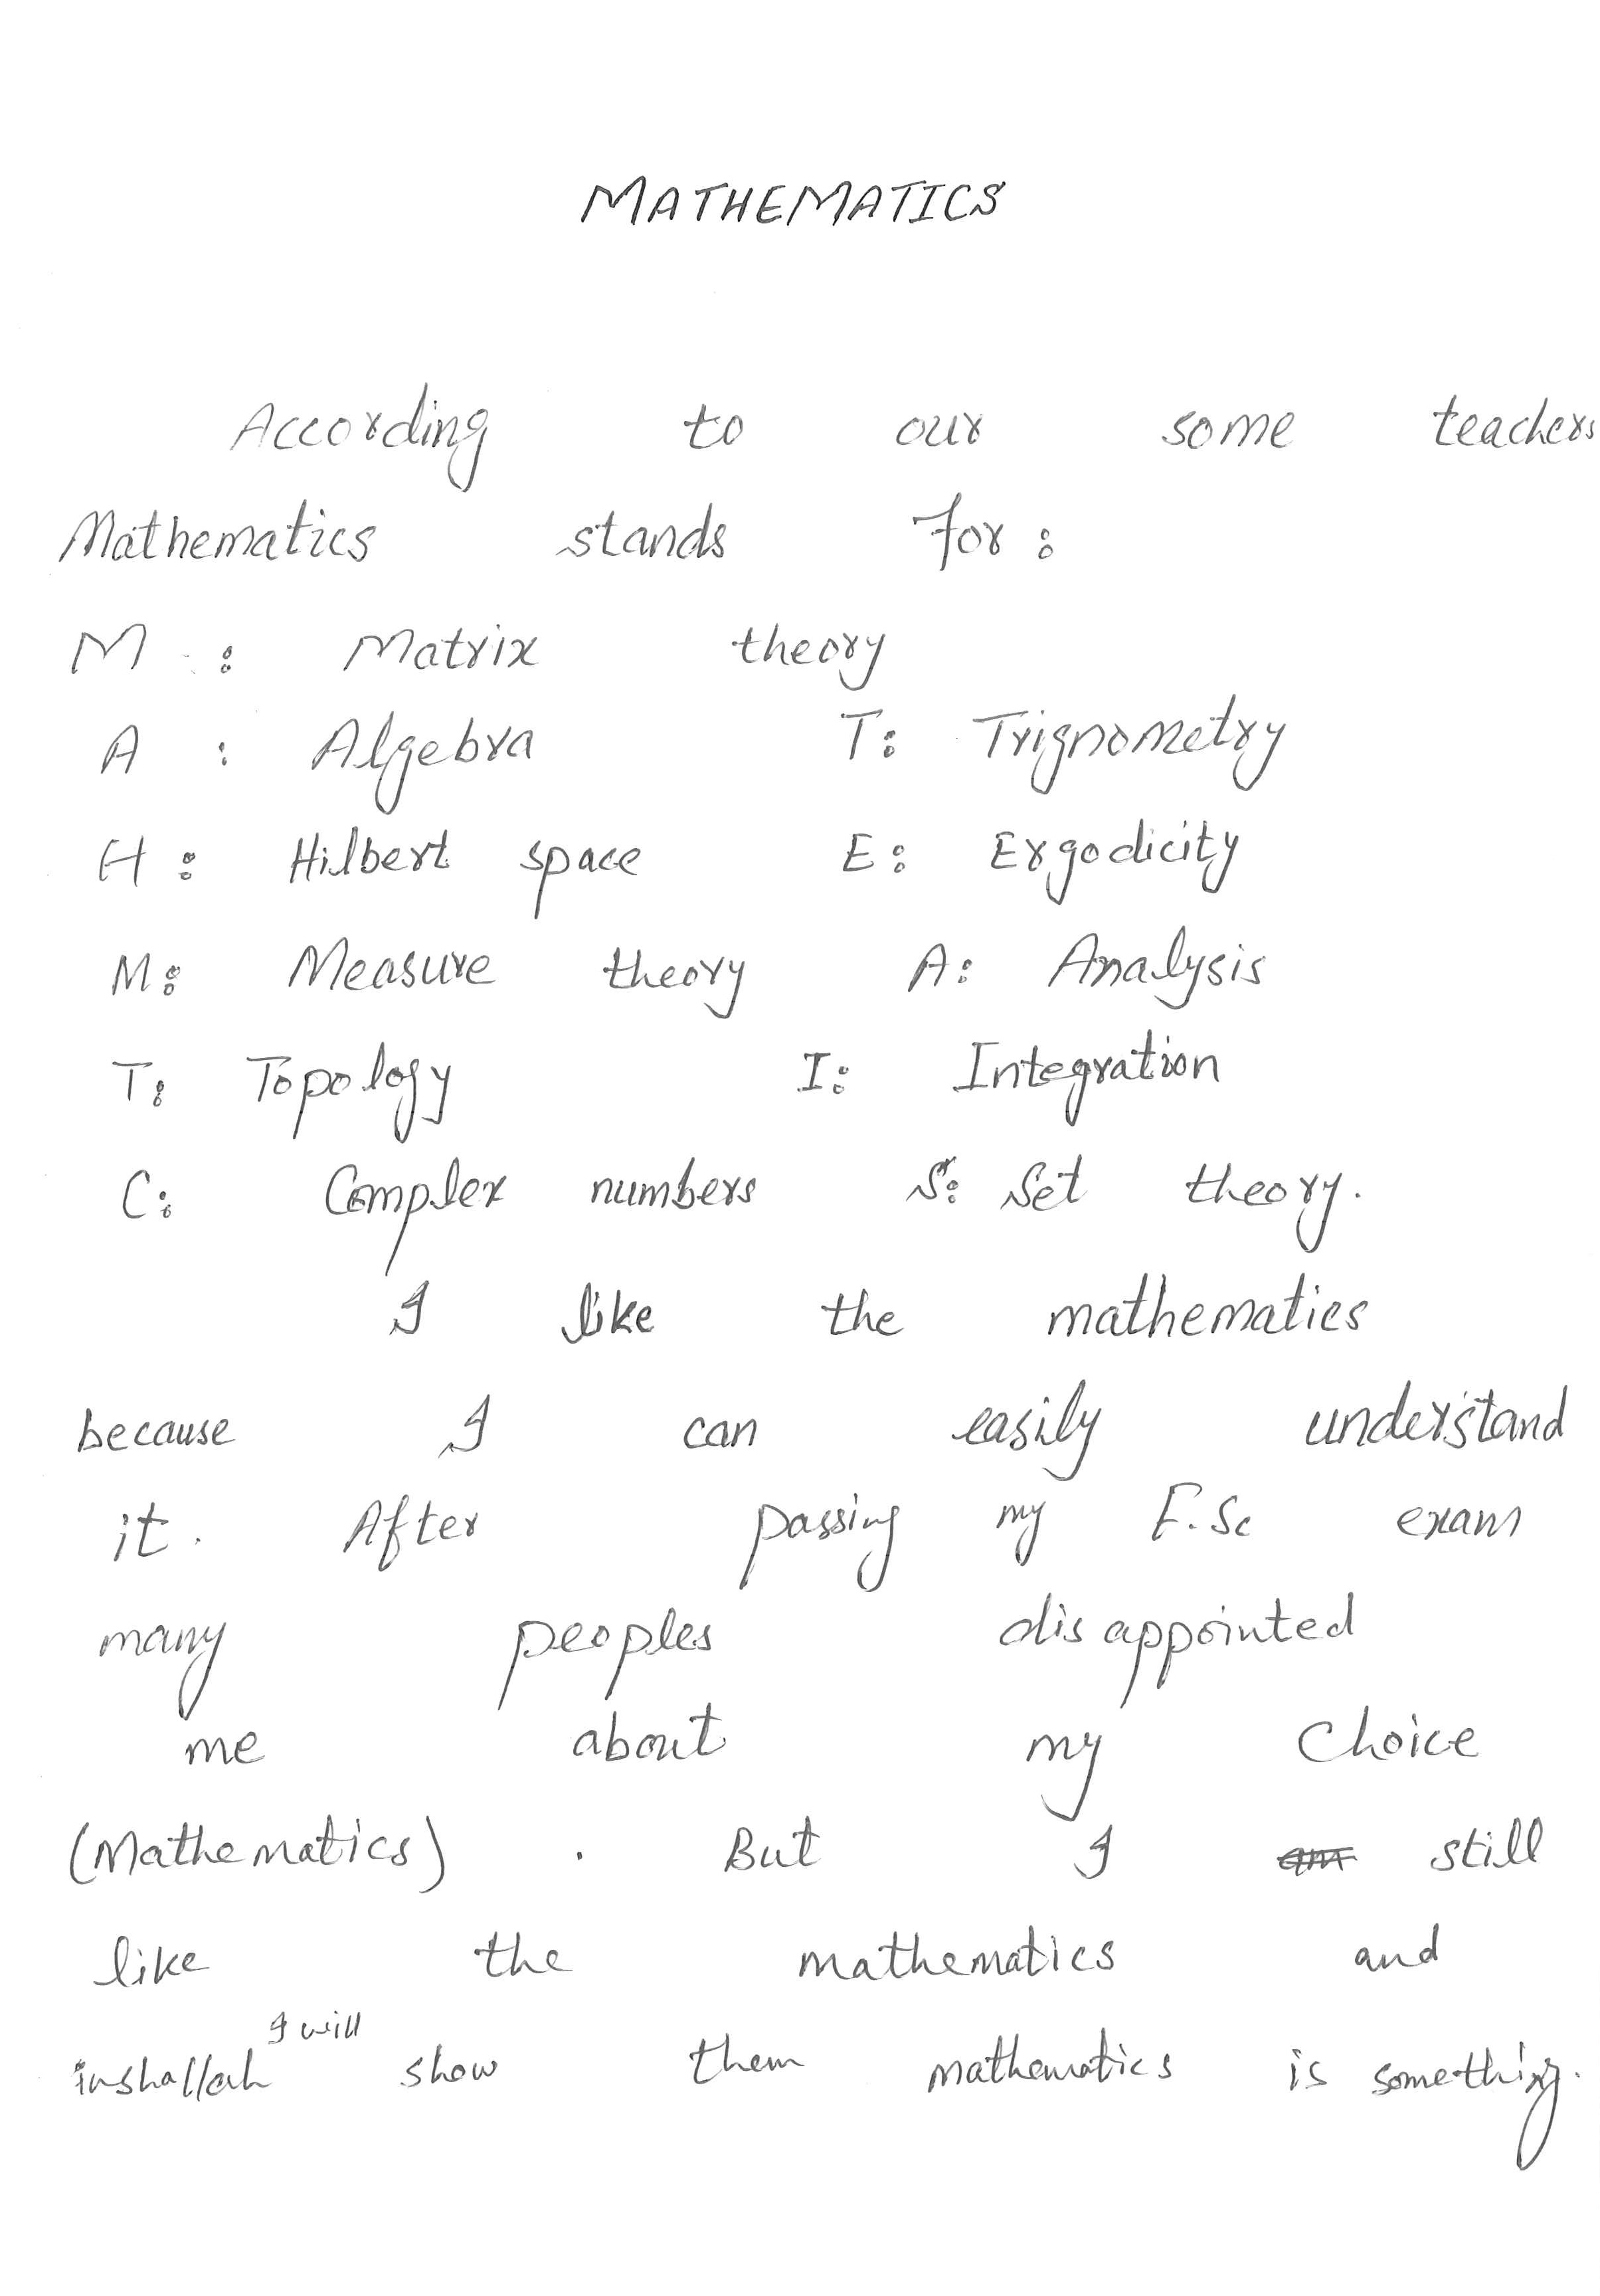 MATHEMATICS
According to our some teachers
Mathematics stands for :
M : Matrix theory
A : Algebra T: Trignometry
H : Hilbert space E: Ergodicity
M: Measure theory A: Analysis
T: Topology I: Integration
C: Complex numbers S: Set theory.
I like the mathematics
because I can easily understand
it. After passing my F.Sc exam
many peoples disappointed
me about my Choice
(Mathematics) . But I am still
like the mathematics and
inshallah I will show them mathematics is something.